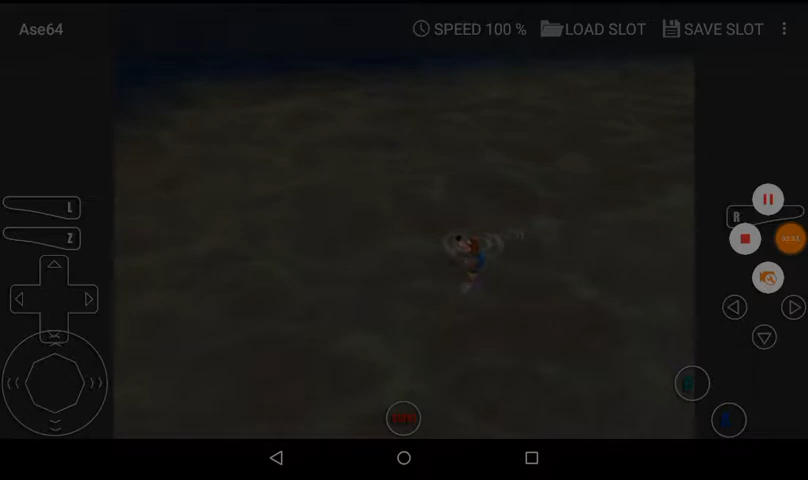 Ase64
SPEED 100 %
LOAD SLOT
SAVE SLOT
L
Z
R